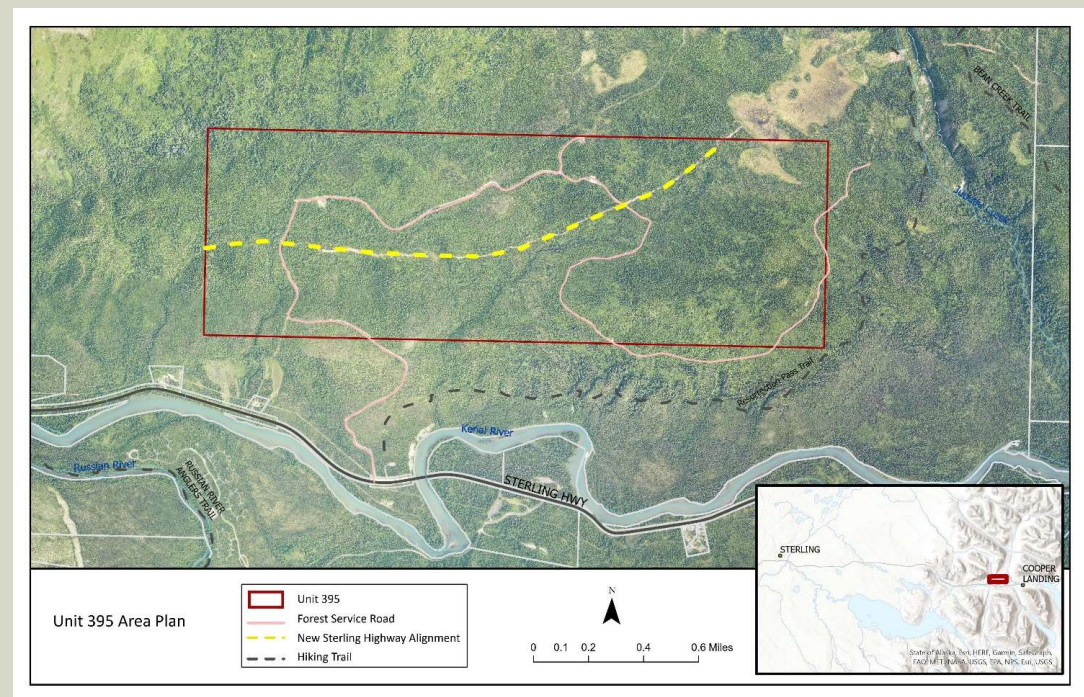 BEAR CREEK TRAIL
Resurrection Pass Trail
Kenai River
Russian River
RUSSIAN RIVER
ANGLERS TRAIL
STERLING HWY
STERLING
COOPER
LANDING
State of Alaska, Esri, HERE, Garmin, SafeGraph,
FAO, METI/NASA, USGS, EPA, NPS, Esri, USGS
Unit 395 Area Plan
Unit 395
Forest Service Road
New Sterling Highway Alignment
Hiking Trail
N
0 0.1 0.2 0.4 0.6 Miles